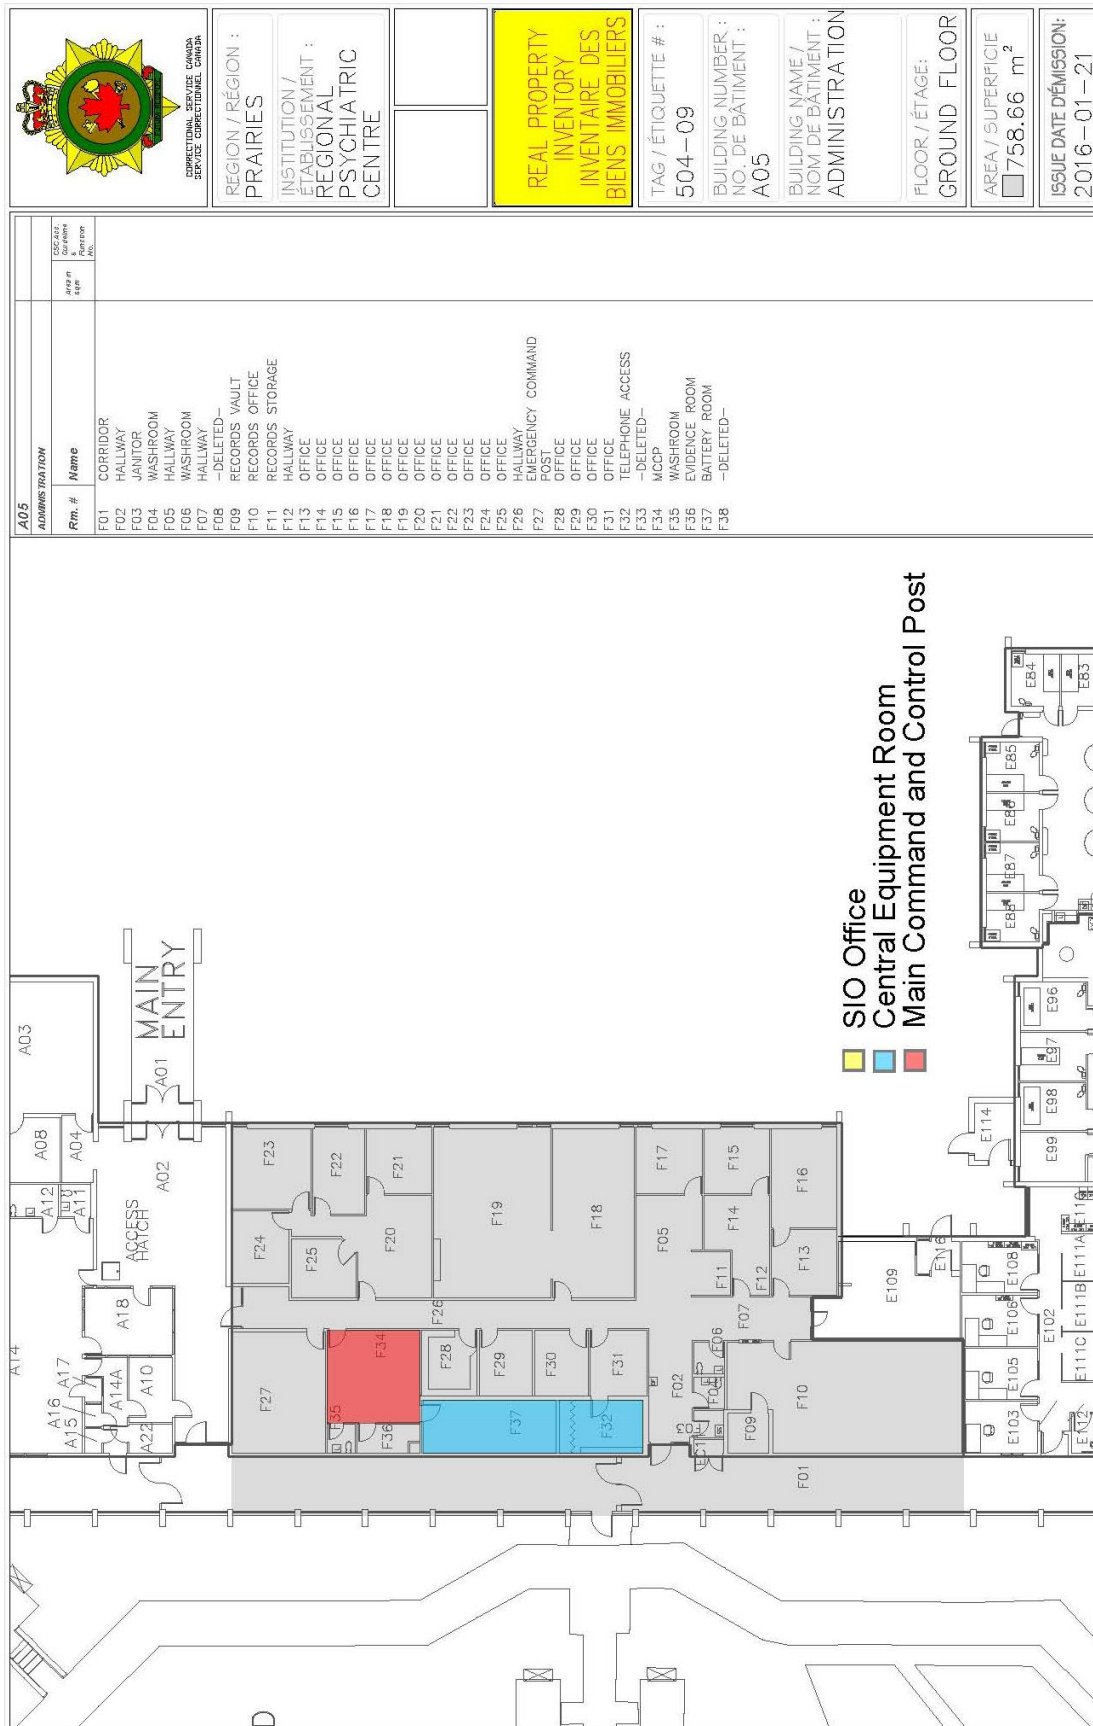 CORRECTIONAL SERVICE CANADA
SERVICE CORRECTIONNEL CANADA
REGION / RÉGION :
PRAIRIES
INSTITUTION /
ÉTABLISSEMENT :
REGIONAL
PSYCHIATRIC
CENTRE
REAL PROPERTY
INVENTORY
INVENTAIRE DES
BIENS IMMOBILIERS
TAG / ÉTIQUETTE # :
504-09
BUILDING NUMBER :
NO. DE BÂTIMENT :
A05
BUILDING NAME /
NOM DE BÂTIMENT :
ADMINISTRATION
FLOOR / ÉTAGE:
GROUND FLOOR
AREA / SUPERFICIE
758.66 m²
ISSUE DATE D'ÉMISSION:
2016-01-21
A05
ADMINISTRATION
Rm. # Name
Area in
sqm
No.
F01 CORRIDOR
F02 HALLWAY
F03 JANITOR
F04 WASHROOM
F05 HALLWAY
F06 WASHROOM
F07 HALLWAY
F08 -DELETED-
F09 RECORDS VAULT
F10 RECORDS OFFICE
F11 RECORDS STORAGE
F12 HALLWAY
F13 OFFICE
F14 OFFICE
F15 OFFICE
F16 OFFICE
F17 OFFICE
F18 OFFICE
F19 OFFICE
F20 OFFICE
F21 OFFICE
F22 OFFICE
F23 OFFICE
F24 OFFICE
F25 OFFICE
F26 HALLWAY
F27 EMERGENCY COMMAND
POST
F28 OFFICE
F29 OFFICE
F30 OFFICE
F31 OFFICE
F32 TELEPHONE ACCESS
F33 -DELETED-
F34 MCCP
F35 WASHROOM
F36 EVIDENCE ROOM
F37 BATTERY ROOM
F38 -DELETED-
SIO Office
Central Equipment Room
Main Command and Control Post
MAIN
ENTRY
A03
A01
A08
A04
A02
A12
A11
ACCESS
HATCH
A18
A14
A17
A16
A15
A14A
A10
A22
F23
F22
F21
F24
F25
F20
F19
F18
F17
F15
F16
F14
F13
F12
F11
F05
F26
F07
F27
F34
F35
F36
F28
F29
F30
F31
F37
F32
F02
F06
F10
F09
EC1
F01
E84
E83
E85
E86
E87
E88
E96
E97
E98
E99
E114
E109
E116
E108
E106
E105
E103
E102
E111A
E111B
E111C
E112